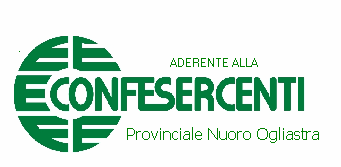 ADERENTE ALLA
CONFESERCENTI
Provinciale Nuoro Ogliastra